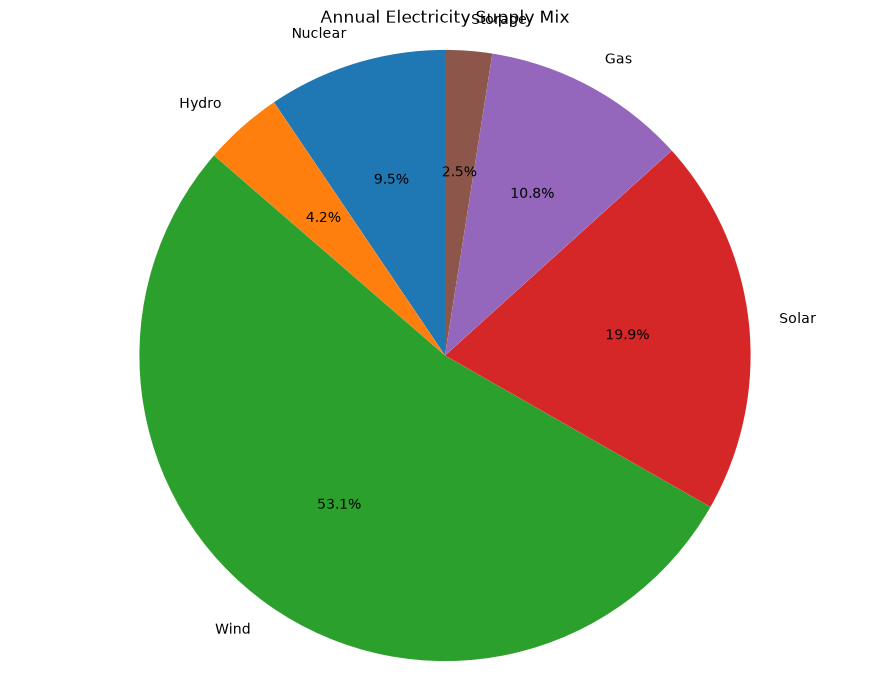 Annual Electricity Supply Mix
Storage
Nuclear
Gas
Hydro
2.5%
9.5%
10.8%
4.2%
Solar
19.9%
53.1%
Wind